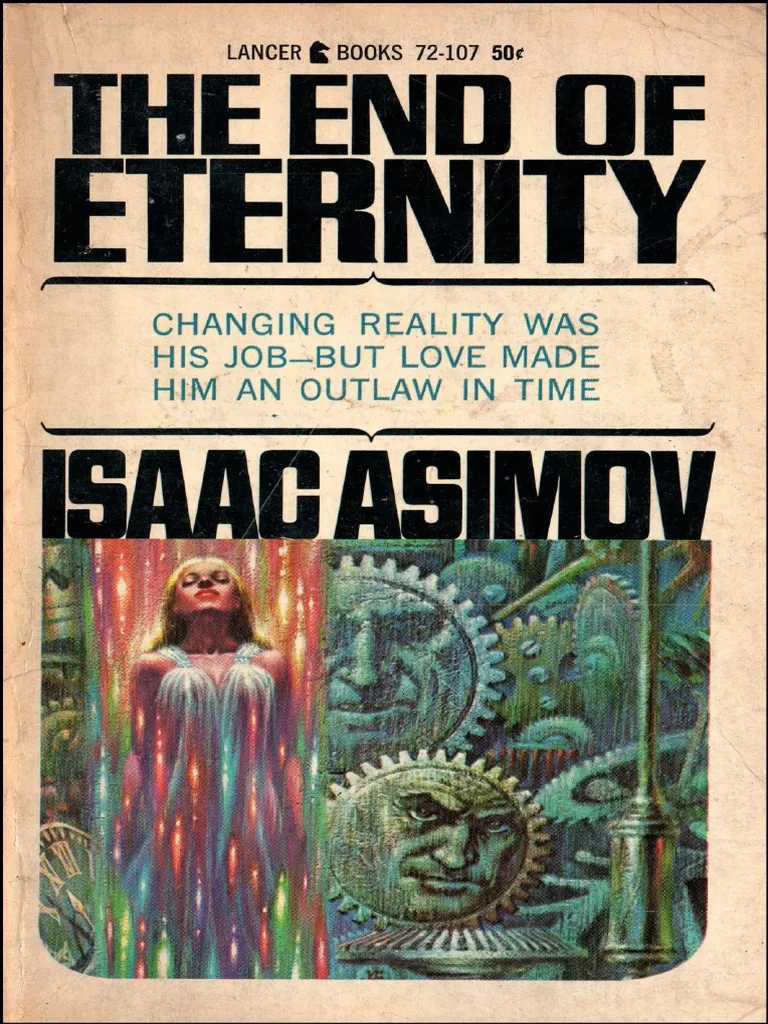 LANCER BOOKS 72-107 50¢
THE END OF
ETERNITY
CHANGING REALITY WAS
HIS JOB—BUT LOVE MADE
HIM AN OUTLAW IN TIME
ISAAC ASIMOV